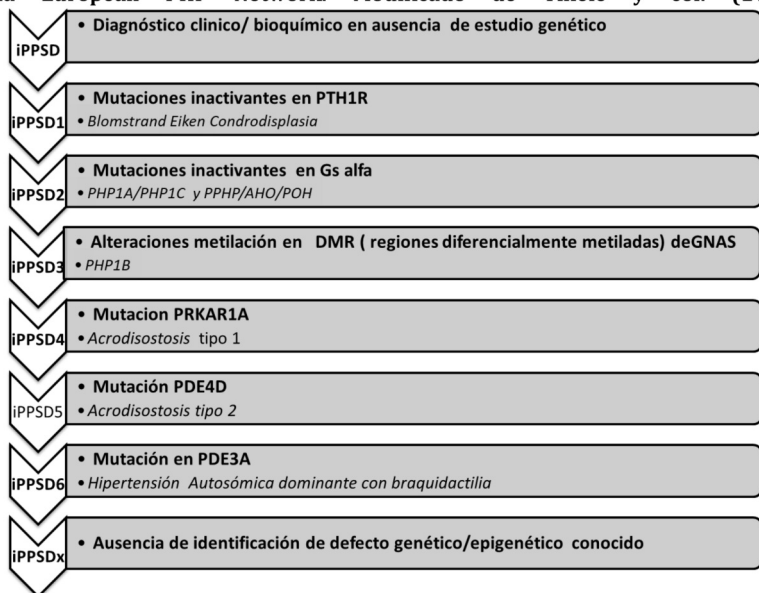 iPPSD
• Diagnóstico clinico/ bioquímico en ausencia de estudio genético
iPPSD1
• Mutaciones inactivantes en PTH1R
• Blomstrand Eiken Condrodisplasia
iPPSD2
• Mutaciones inactivantes en Gs alfa
• PHP1A/PHP1C y PPHP/AHO/POH
iPPSD3
• Alteraciones metilación en DMR ( regiones diferencialmente metiladas) deGNAS
• PHP1B
iPPSD4
• Mutacion PRKAR1A
• Acrodisostosis tipo 1
iPPSD5
• Mutación PDE4D
• Acrodisostosis tipo 2
iPPSD6
• Mutación en PDE3A
• Hipertensión Autosómica dominante con braquidactilia
iPPSDx
• Ausencia de identificación de defecto genético/epigenético conocido